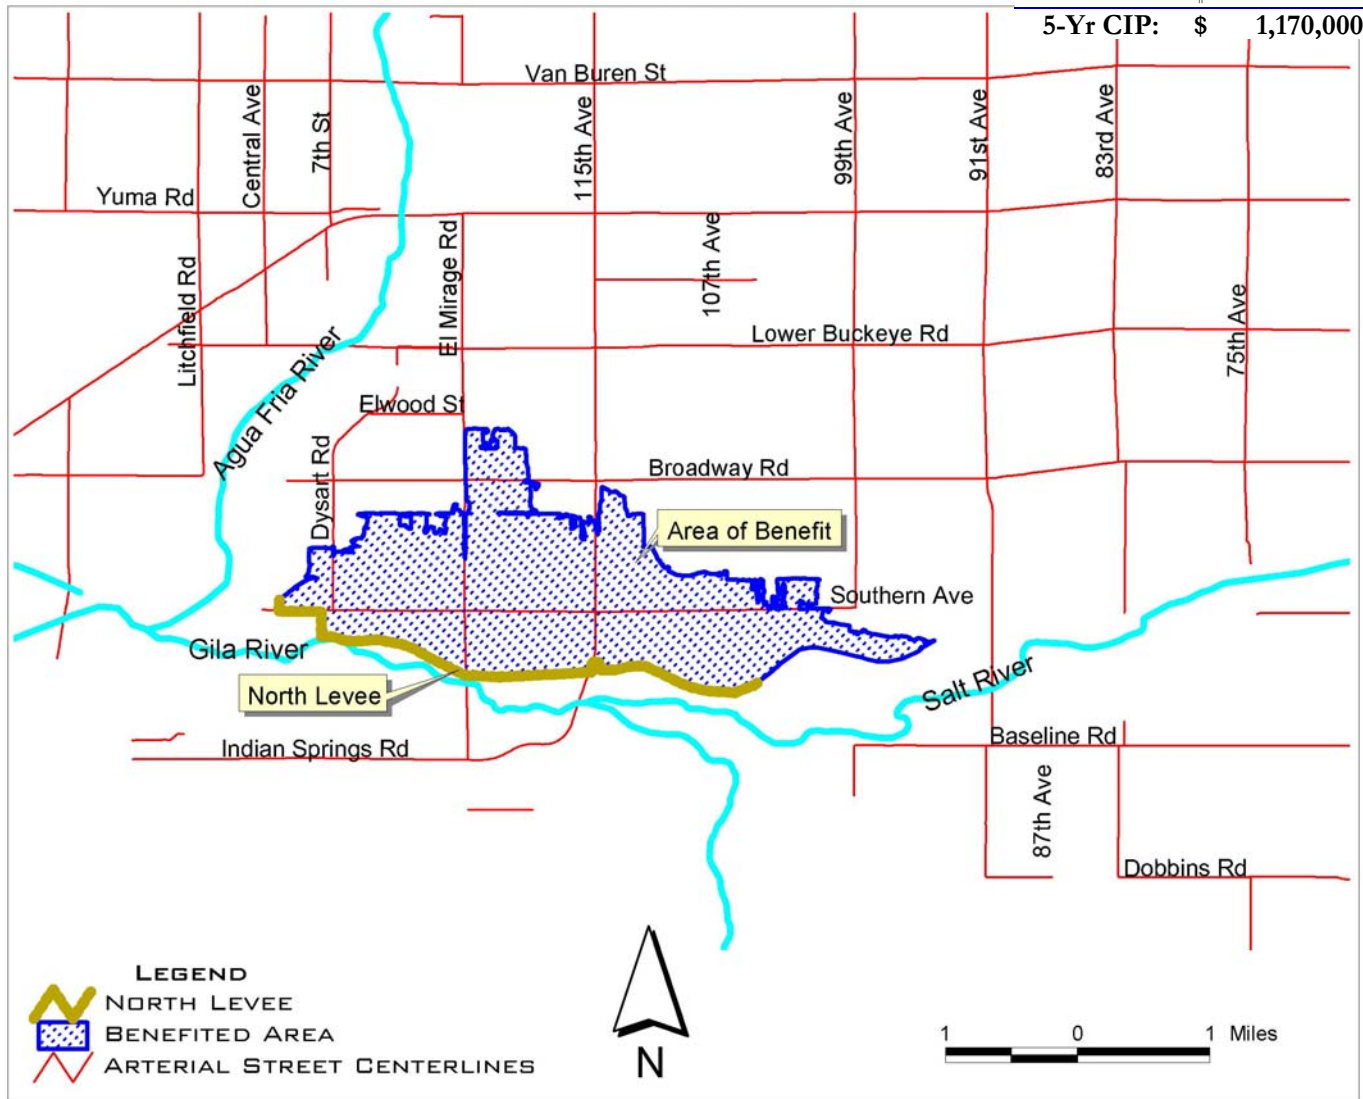 5-Yr CIP: $ 1,170,000
Van Buren St
Central Ave
7th St
115th Ave
99th Ave
91st Ave
83rd Ave
Yuma Rd
Litchfield Rd
El Mirage Rd
107th Ave
75th Ave
Lower Buckeye Rd
Agua Fria River
Elwood St
Dysart Rd
Broadway Rd
Area of Benefit
Southern Ave
Gila River
North Levee
Salt River
Indian Springs Rd
Baseline Rd
87th Ave
Dobbins Rd
LEGEND
NORTH LEVEE
BENEFITED AREA
ARTERIAL STREET CENTERLINES
N
1 0 1 Miles